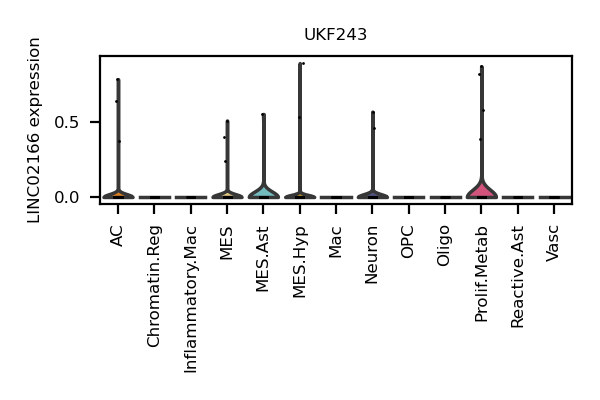 UKF243
LINC02166 expression
0.5
0.0
AC
Chromatin.Reg
Inflammatory.Mac
MES
MES.Ast
MES.Hyp
Mac
Neuron
OPC
Oligo
Prolif.Metab
Reactive.Ast
Vasc